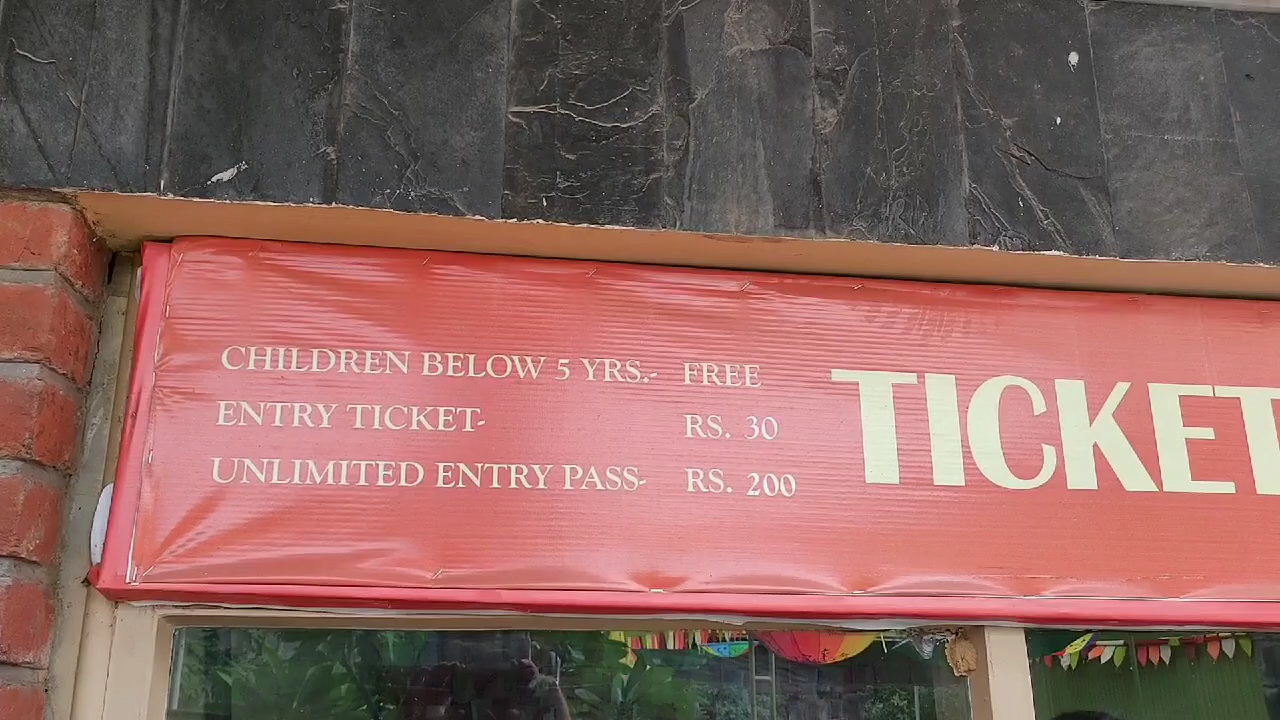 CHILDREN BELOW 5 YRS.- FREE
ENTRY TICKET- RS. 30
UNLIMITED ENTRY PASS- RS. 200
TICKET